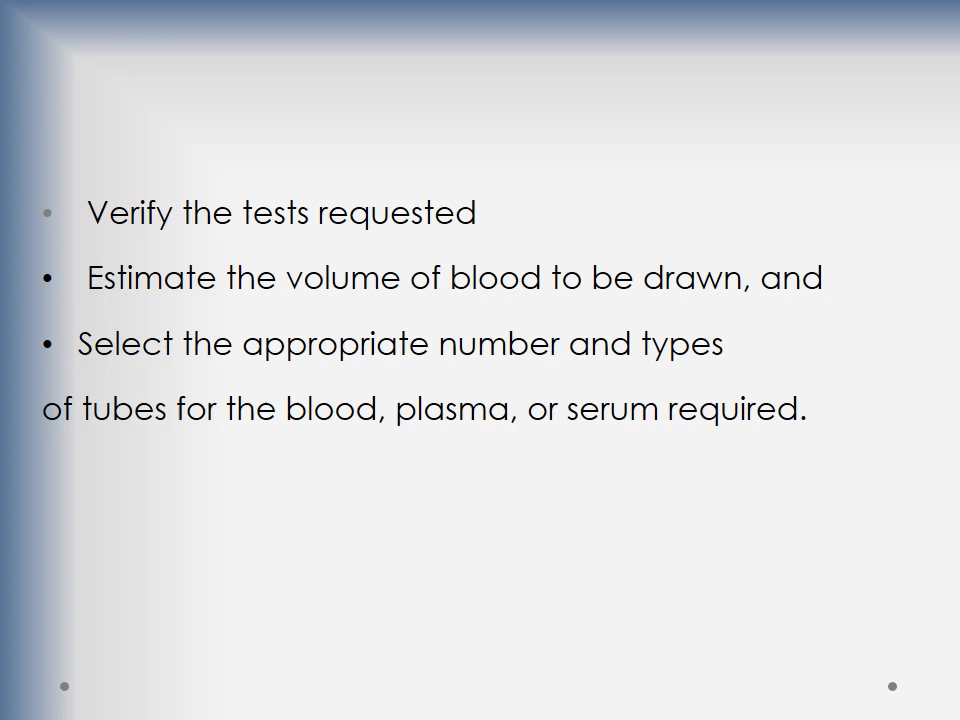 • Verify the tests requested
• Estimate the volume of blood to be drawn, and
• Select the appropriate number and types
of tubes for the blood, plasma, or serum required.